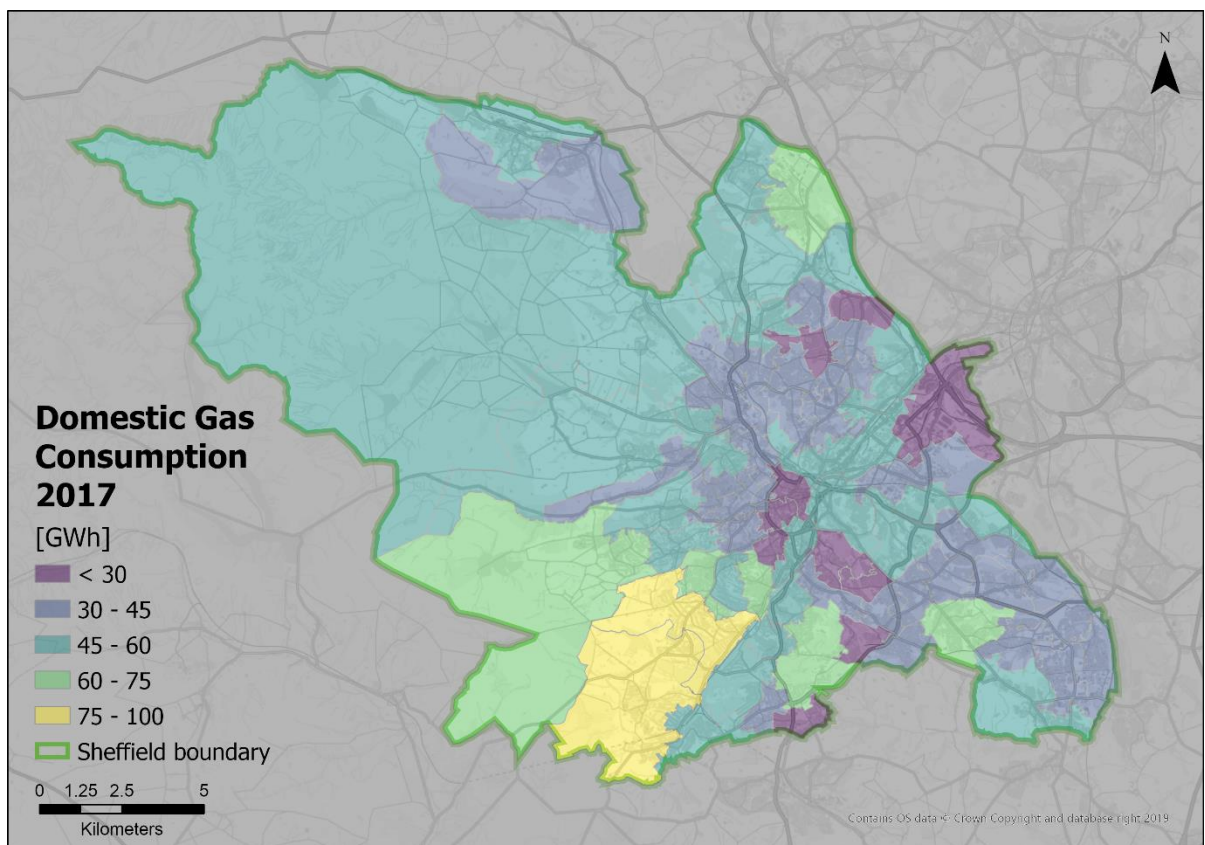 N
Domestic Gas
Consumption
2017
[GWh]
< 30
30 - 45
45 - 60
60 - 75
75 - 100
Sheffield boundary
0 1.25 2.5 5
Kilometers
Contains OS data © Crown Copyright and database right 2019